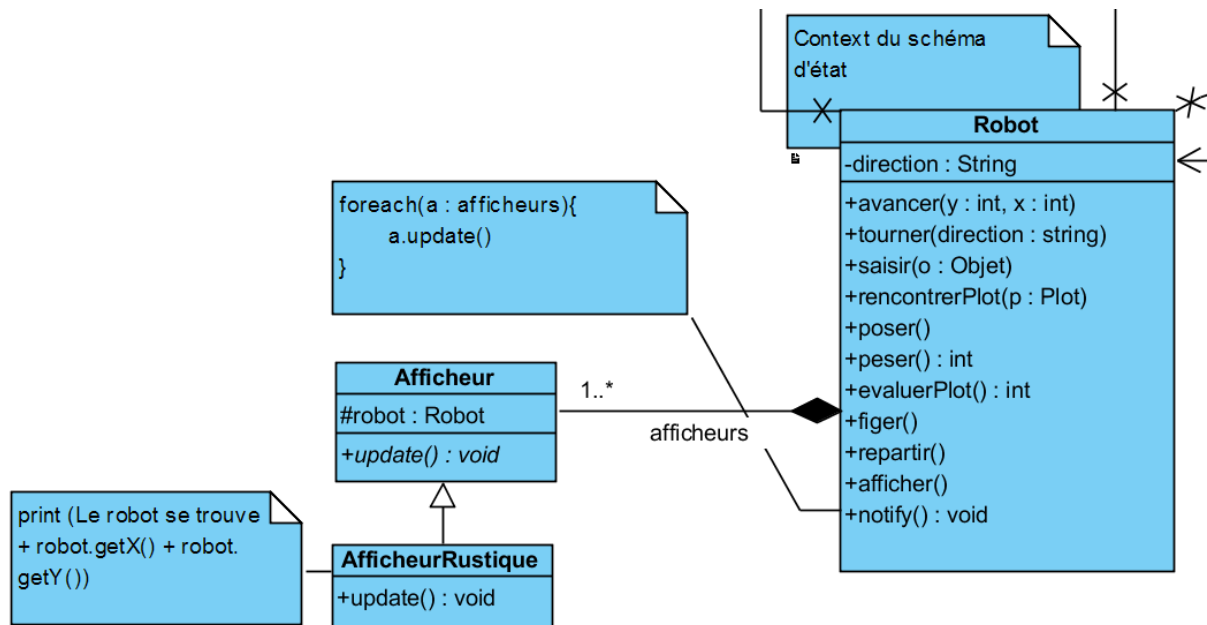 Context du schéma
d'état
Robot
-direction : String
+avancer(y : int, x : int)
+tourner(direction : string)
+saisir(o : Objet)
+rencontrerPlot(p : Plot)
+poser()
+peser() : int
+evaluerPlot() : int
+figer()
+repartir()
+afficher()
+notify() : void
foreach(a : afficheurs){
a.update()
}
Afficheur
#robot : Robot
+update() : void
1..*
afficheurs
print (Le robot se trouve
+ robot.getX() + robot.
getY())
AfficheurRustique
+update() : void